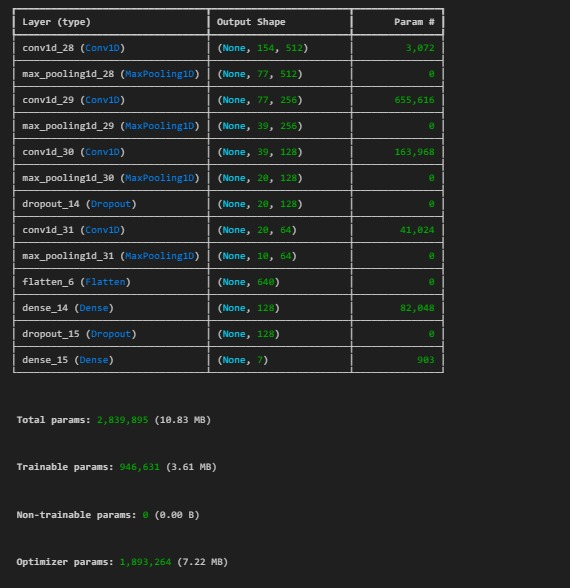 Layer (type) Output Shape Param #
conv1d_28 (Conv1D) (None, 154, 512) 3,072
max_pooling1d_28 (MaxPooling1D) (None, 77, 512) 0
conv1d_29 (Conv1D) (None, 77, 256) 655,616
max_pooling1d_29 (MaxPooling1D) (None, 39, 256) 0
conv1d_30 (Conv1D) (None, 39, 128) 163,968
max_pooling1d_30 (MaxPooling1D) (None, 20, 128) 0
dropout_14 (Dropout) (None, 20, 128) 0
conv1d_31 (Conv1D) (None, 20, 64) 41,024
max_pooling1d_31 (MaxPooling1D) (None, 10, 64) 0
flatten_6 (Flatten) (None, 640) 0
dense_14 (Dense) (None, 128) 82,048
dropout_15 (Dropout) (None, 128) 0
dense_15 (Dense) (None, 7) 903
Total params: 2,839,895 (10.83 MB)
Trainable params: 946,631 (3.61 MB)
Non-trainable params: 0 (0.00 B)
Optimizer params: 1,893,264 (7.22 MB)